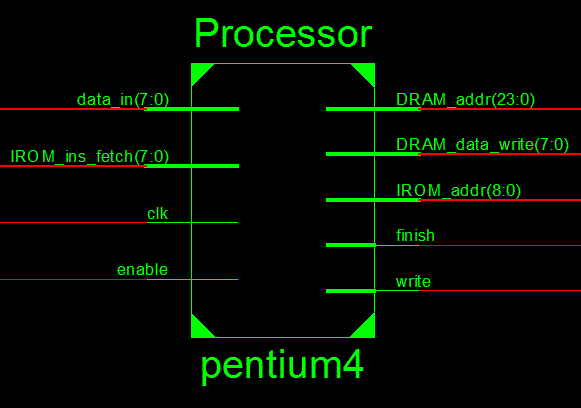 Processor
data_in(7:0)
DRAM_addr(23:0)
DRAM_data_write(7:0)
IROM_ins_fetch(7:0)
IROM_addr(8:0)
clk
finish
enable
write
pentium4